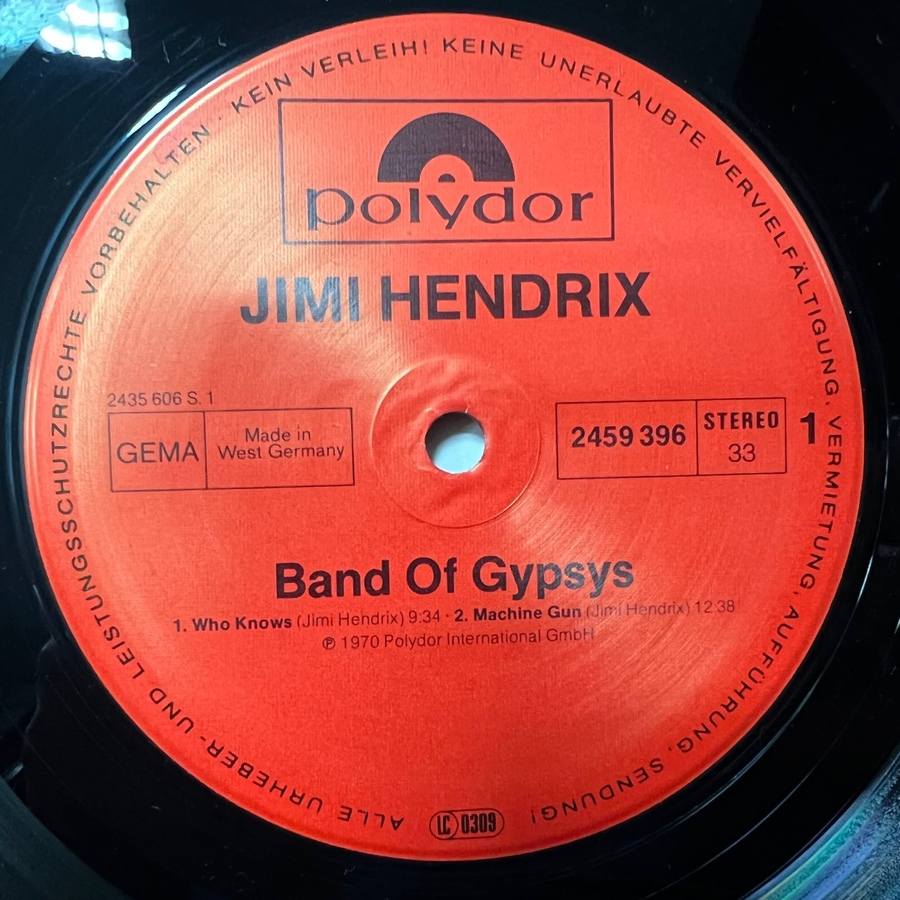 ALLE URHEBER- UND LEISTUNGSSCHUTZRECHTE VORBEHALTEN · KEIN VERLEIH! KEINE UNERLAUBTE VERVIELFÄLTIGUNG, VERMIETUNG, AUFFÜHRUNG, SENDUNG!
polydor
JIMI HENDRIX
2435 606 S. 1
GEMA
Made in
West Germany
2459 396
STEREO
33
1
Band Of Gypsys
1. Who Knows (Jimi Hendrix) 9:34 · 2. Machine Gun (Jimi Hendrix) 12:38
℗ 1970 Polydor International GmbH
LC 0309